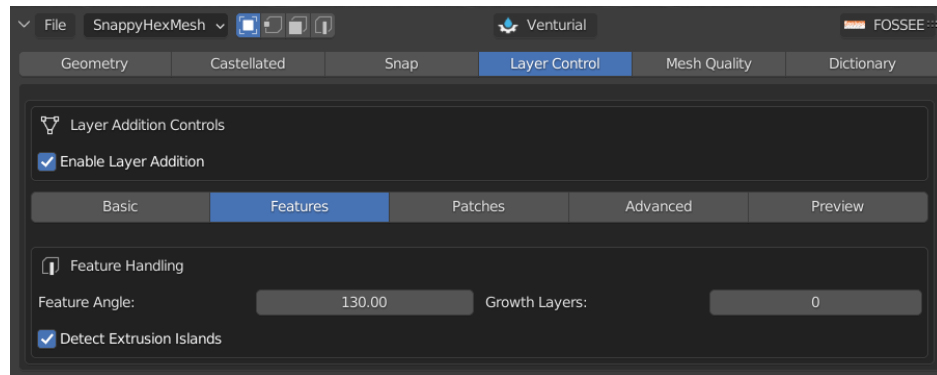 File SnappyHexMesh Venturial FOSSEE
Geometry Castellated Snap Layer Control Mesh Quality Dictionary
Layer Addition Controls
Enable Layer Addition
Basic Features Patches Advanced Preview
Feature Handling
Feature Angle: 130.00 Growth Layers: 0
Detect Extrusion Islands